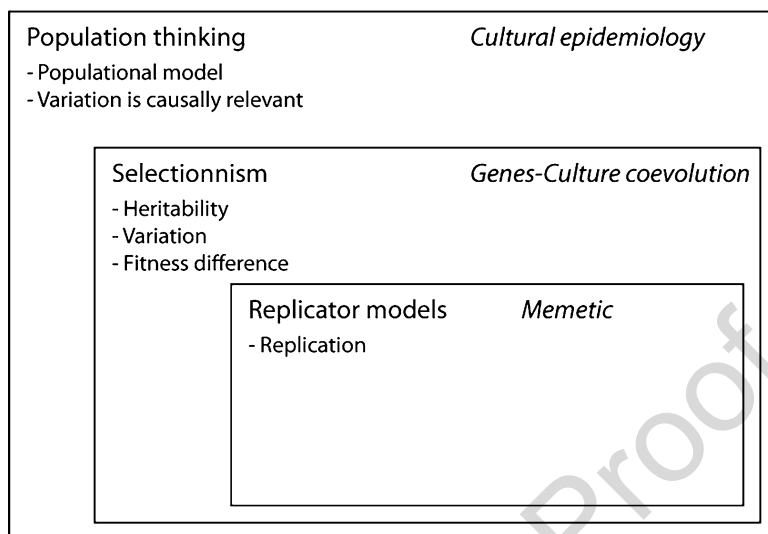 Population thinking Cultural epidemiology
- Populational model
- Variation is causally relevant
Selectionnism Genes-Culture coevolution
- Heritability
- Variation
- Fitness difference
Replicator models Memetic
- Replication
Proof